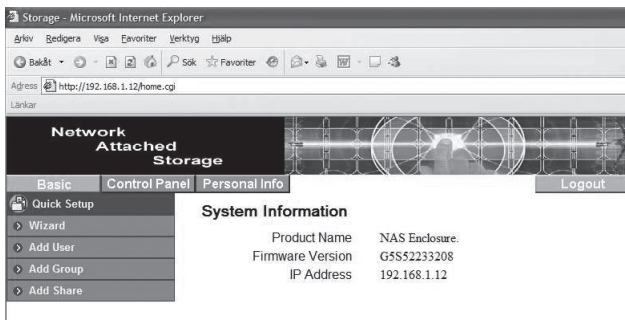 Storage - Microsoft Internet Explorer
Arkiv Redigera Visa Favoriter Verktyg Hjälp
Bakåt Sök Favoriter
Adress http://192.168.1.12/home.cgi
Länkar
Network
Attached
Storage
Basic Control Panel Personal Info Logout
Quick Setup
Wizard
Add User
Add Group
Add Share
System Information
Product Name NAS Enclosure.
Firmware Version G5S52233208
IP Address 192.168.1.12